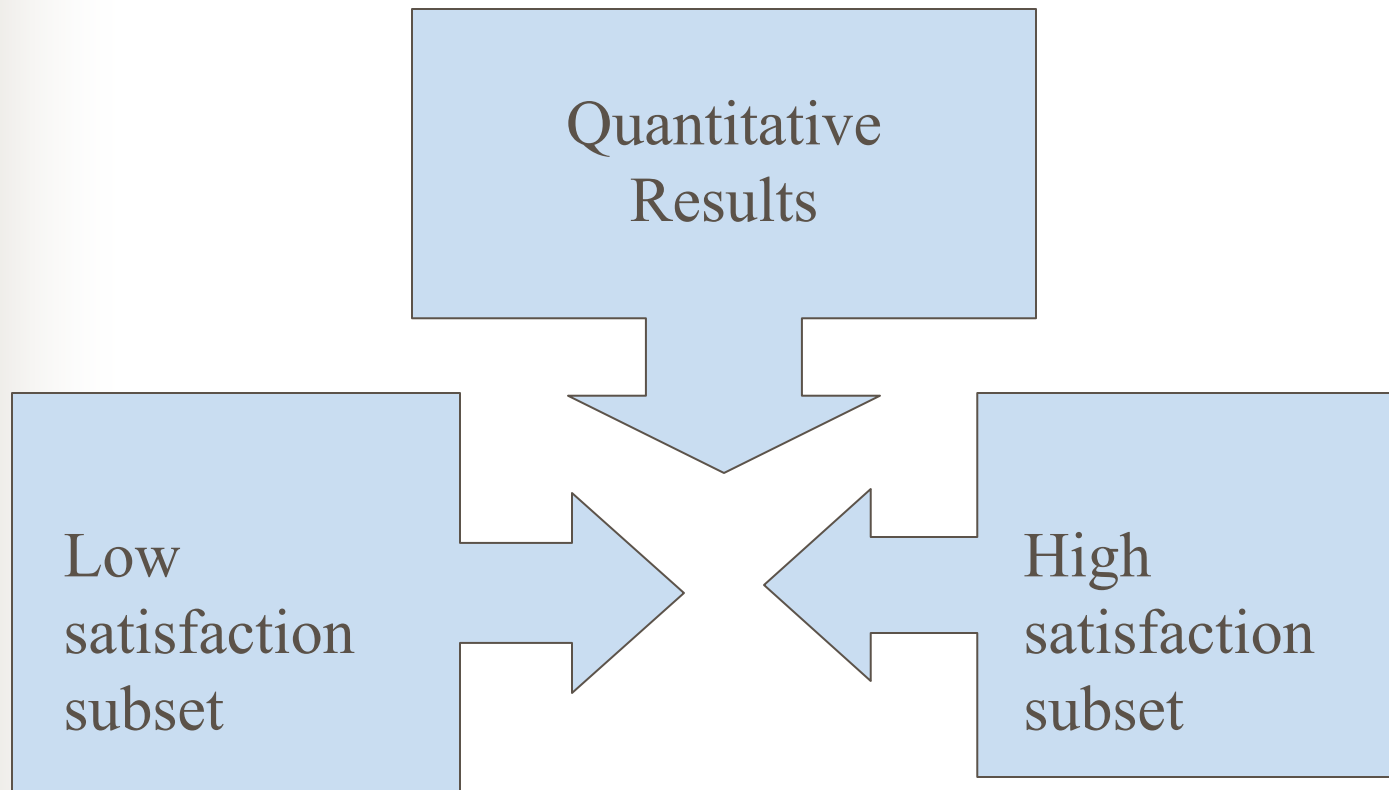 Quantitative
Results
Low
satisfaction
subset
High
satisfaction
subset